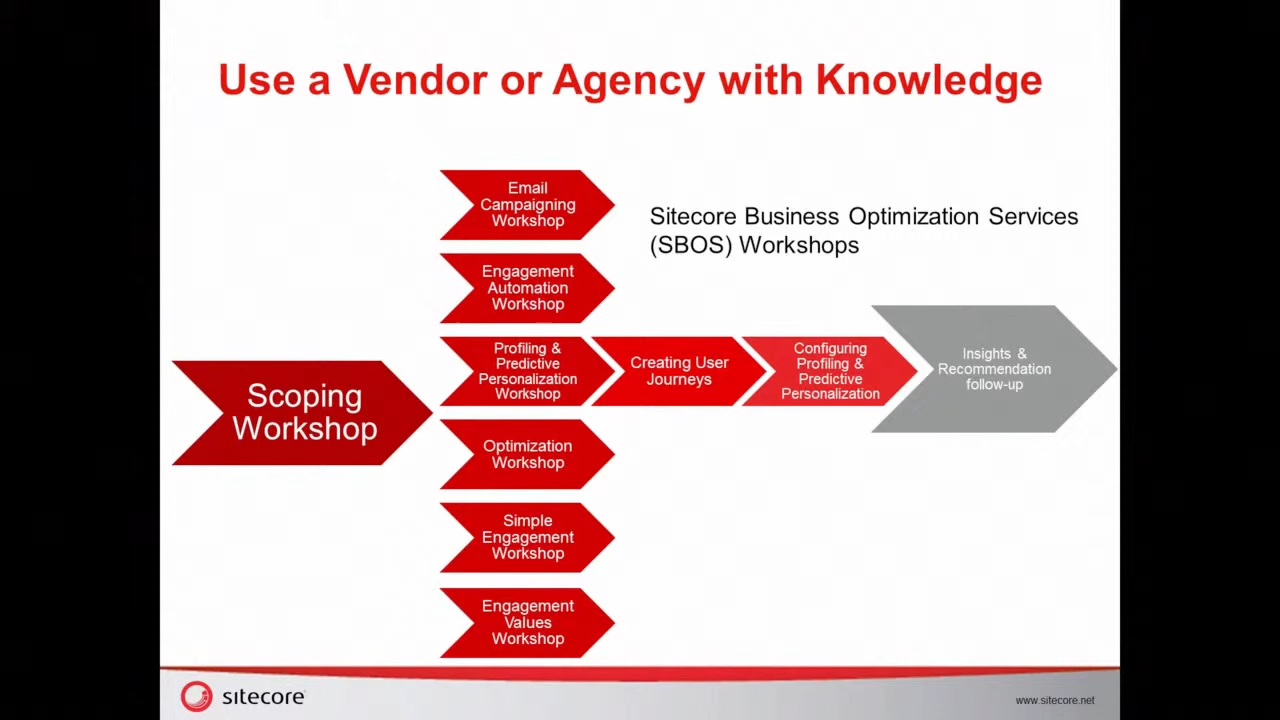 Use a Vendor or Agency with Knowledge
Email
Campaigning
Workshop
Sitecore Business Optimization Services
(SBOS) Workshops
Engagement
Automation
Workshop
Scoping
Workshop
Profiling &
Predictive
Personalization
Workshop
Creating User
Journeys
Configuring
Profiling &
Predictive
Personalization
Insights &
Recommendation
follow-up
Optimization
Workshop
Simple
Engagement
Workshop
Engagement
Values
Workshop
sitecore
www.sitecore.net